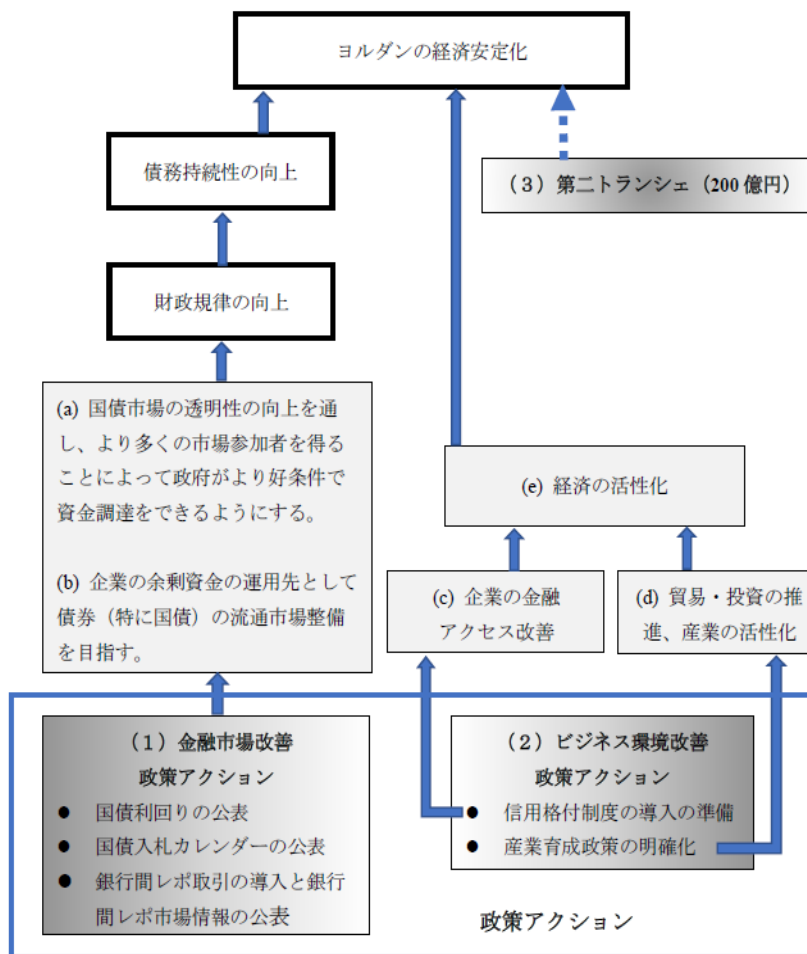 ヨルダンの経済安定化
債務持続性の向上
（３）第二トランシェ（200 億円）
財政規律の向上
(a) 国債市場の透明性の向上を通
し、より多くの市場参加者を得る
ことによって政府がより好条件で
資金調達をできるようにする。
(b) 企業の余剰資金の運用先として
債券（特に国債）の流通市場整備
を目指す。
(e) 経済の活性化
(c) 企業の金融
アクセス改善
(d) 貿易・投資の推
進、産業の活性化
（１）金融市場改善
政策アクション
● 国債利回りの公表
● 国債入札カレンダーの公表
● 銀行間レポ取引の導入と銀行
間レポ市場情報の公表
（２）ビジネス環境改善
政策アクション
● 信用格付制度の導入の準備
● 産業育成政策の明確化
政策アクション